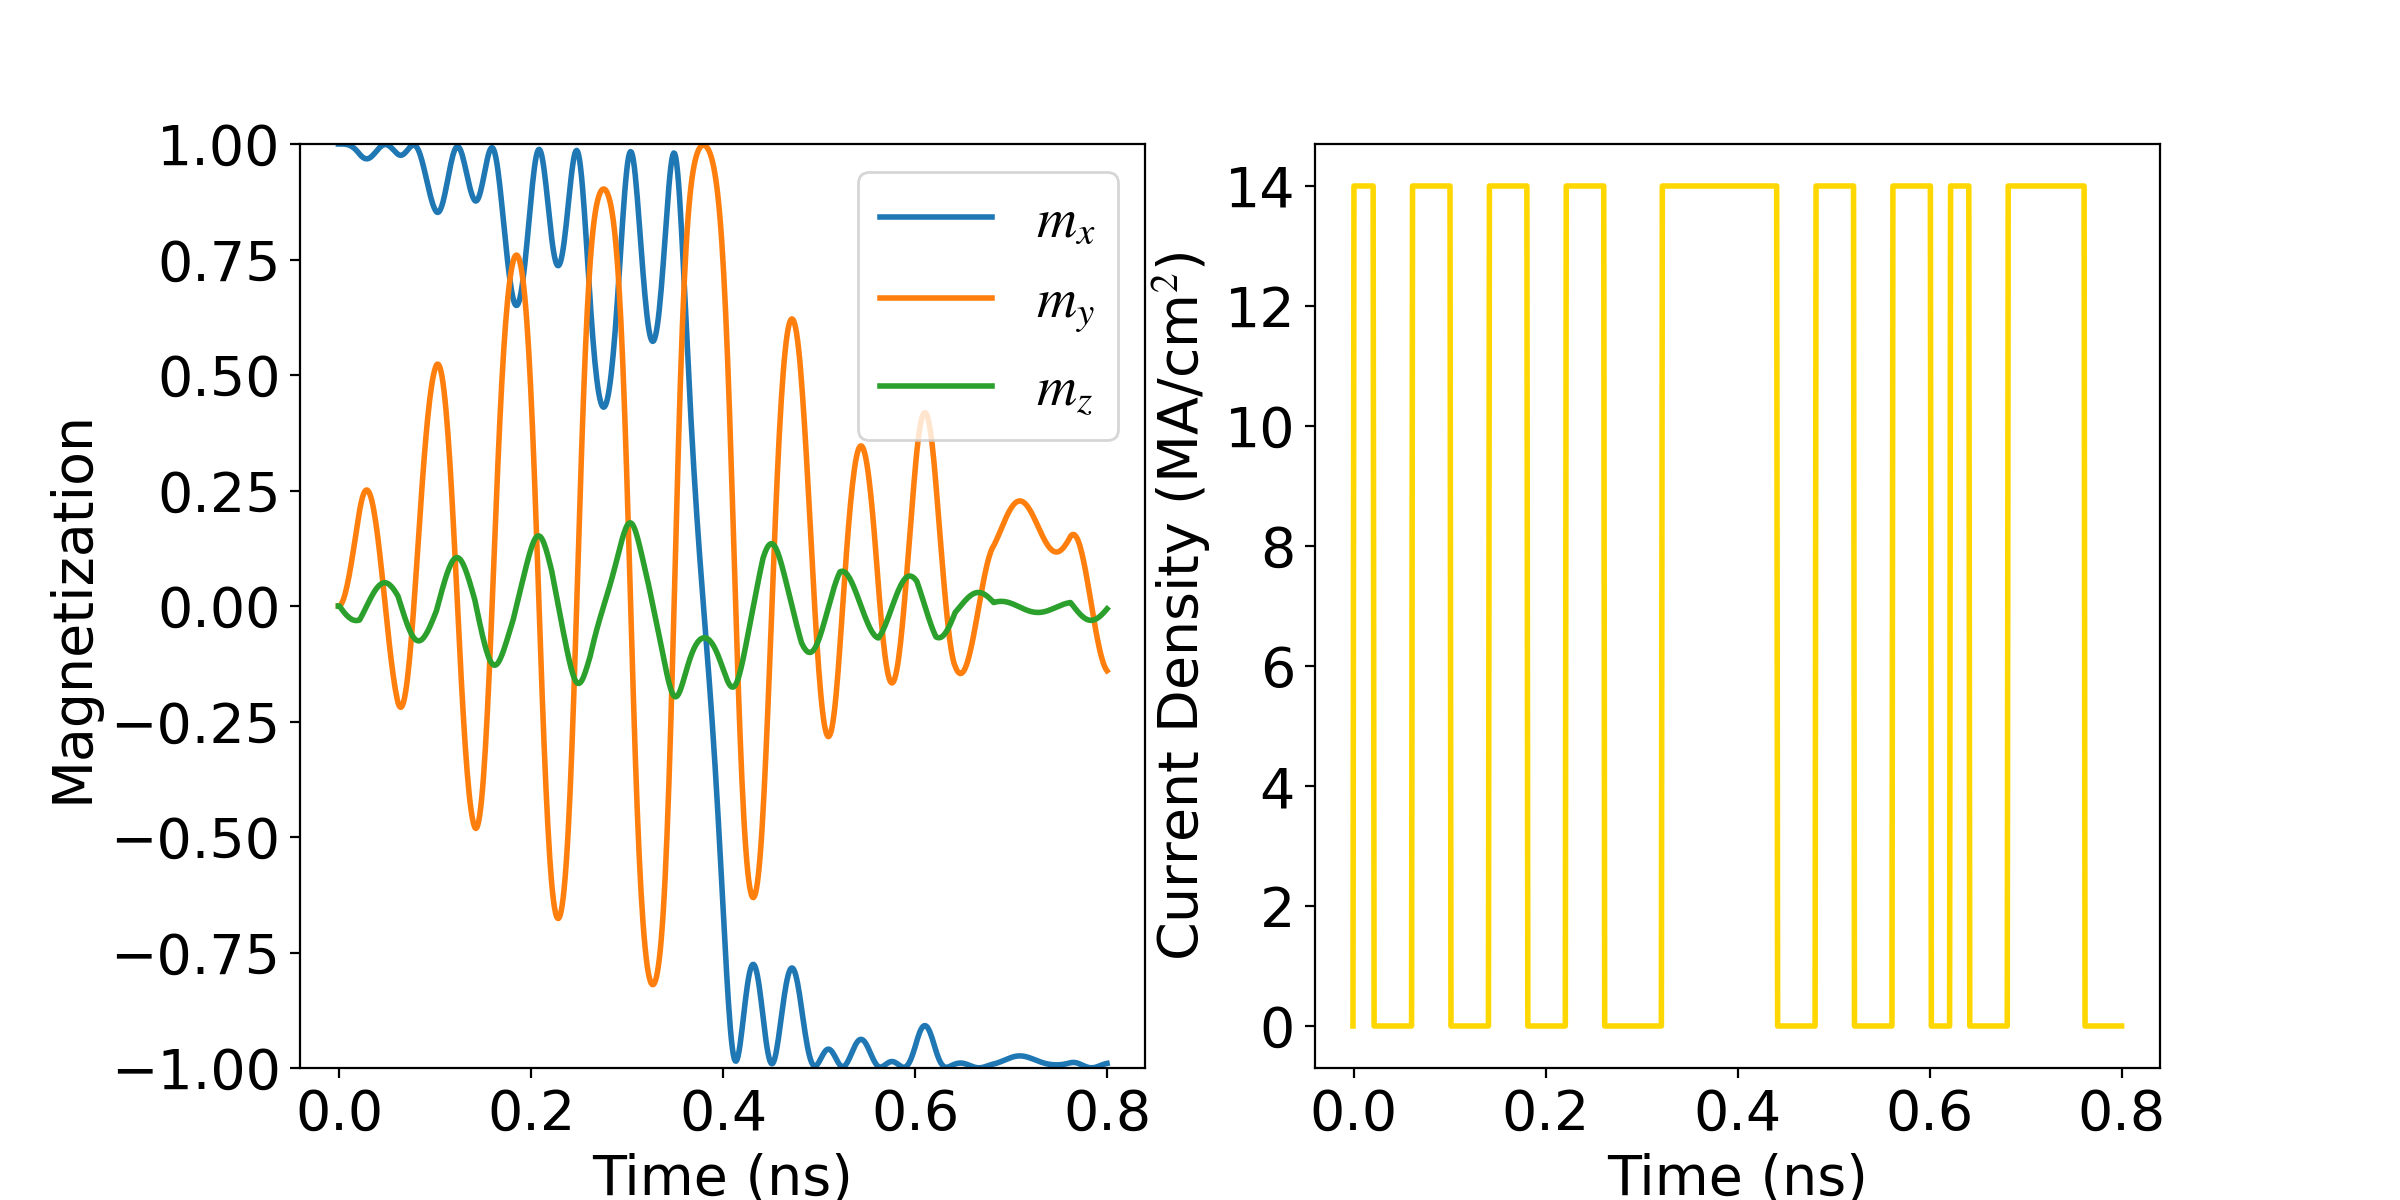 Magnetization
1.00
0.75
0.50
0.25
0.00
−0.25
−0.50
−0.75
−1.00
0.0 0.2 0.4 0.6 0.8
Time (ns)
m_x
m_y
m_z
Current Density (MA/cm²)
14
12
10
8
6
4
2
0
0.0 0.2 0.4 0.6 0.8
Time (ns)